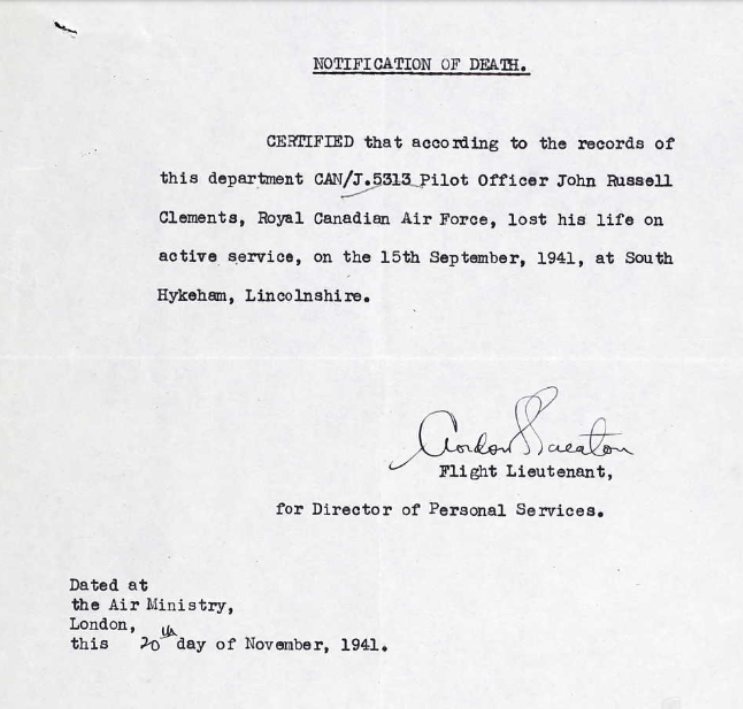 NOTIFICATION OF DEATH.
CERTIFIED that according to the records of
this department CAN/J.5313 Pilot Officer John Russell
Clements, Royal Canadian Air Force, lost his life on
active service, on the 15th September, 1941, at South
Hykeham, Lincolnshire.
Gordon
Flight Lieutenant,
for Director of Personal Services.
Dated at
the Air Ministry,
London,
this 20th day of November, 1941.